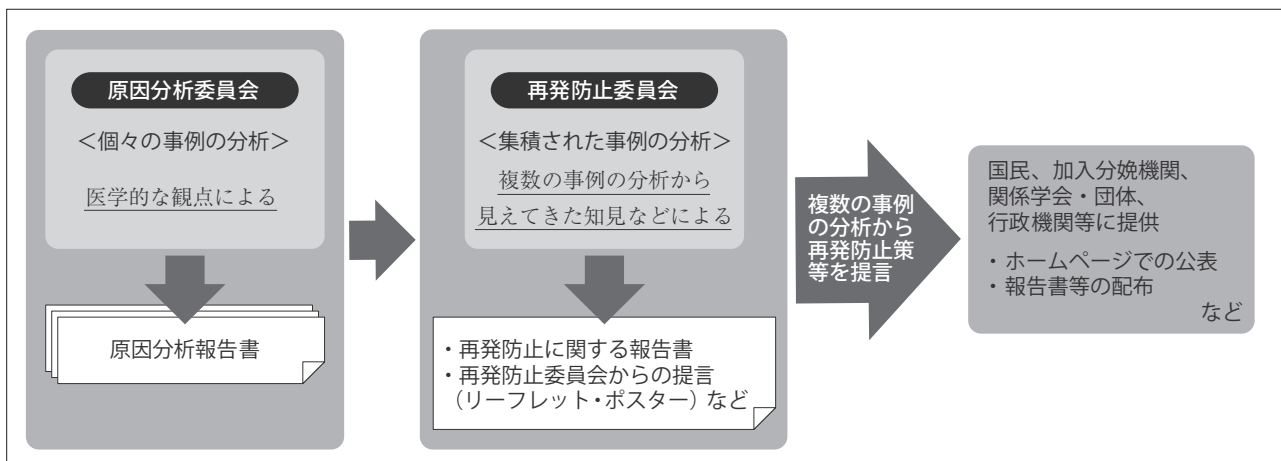 原因分析委員会
＜個々の事例の分析＞
医学的な観点による
原因分析報告書
再発防止委員会
＜集積された事例の分析＞
複数の事例の分析から
見えてきた知見などによる
・再発防止に関する報告書
・再発防止委員会からの提言
（リーフレット・ポスター）など
複数の事例
の分析から
再発防止策
等を提言
国民、加入分娩機関、
関係学会・団体、
行政機関等に提供
・ホームページでの公表
・報告書等の配布
など